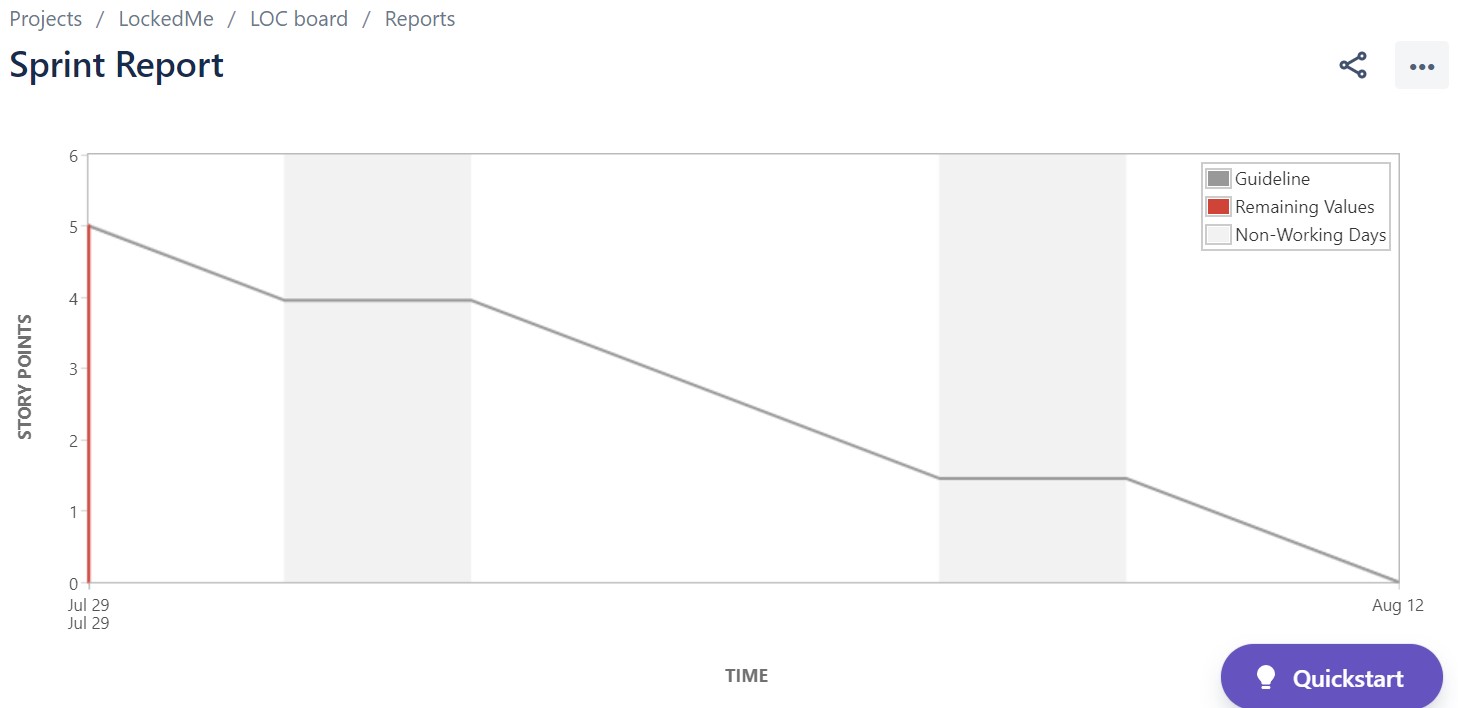 Projects / LockedMe / LOC board / Reports
Sprint Report
6
5
4
3
2
1
0
STORY POINTS
Guideline
Remaining Values
Non-Working Days
Jul 29
Jul 29
Aug 12
TIME
Quickstart